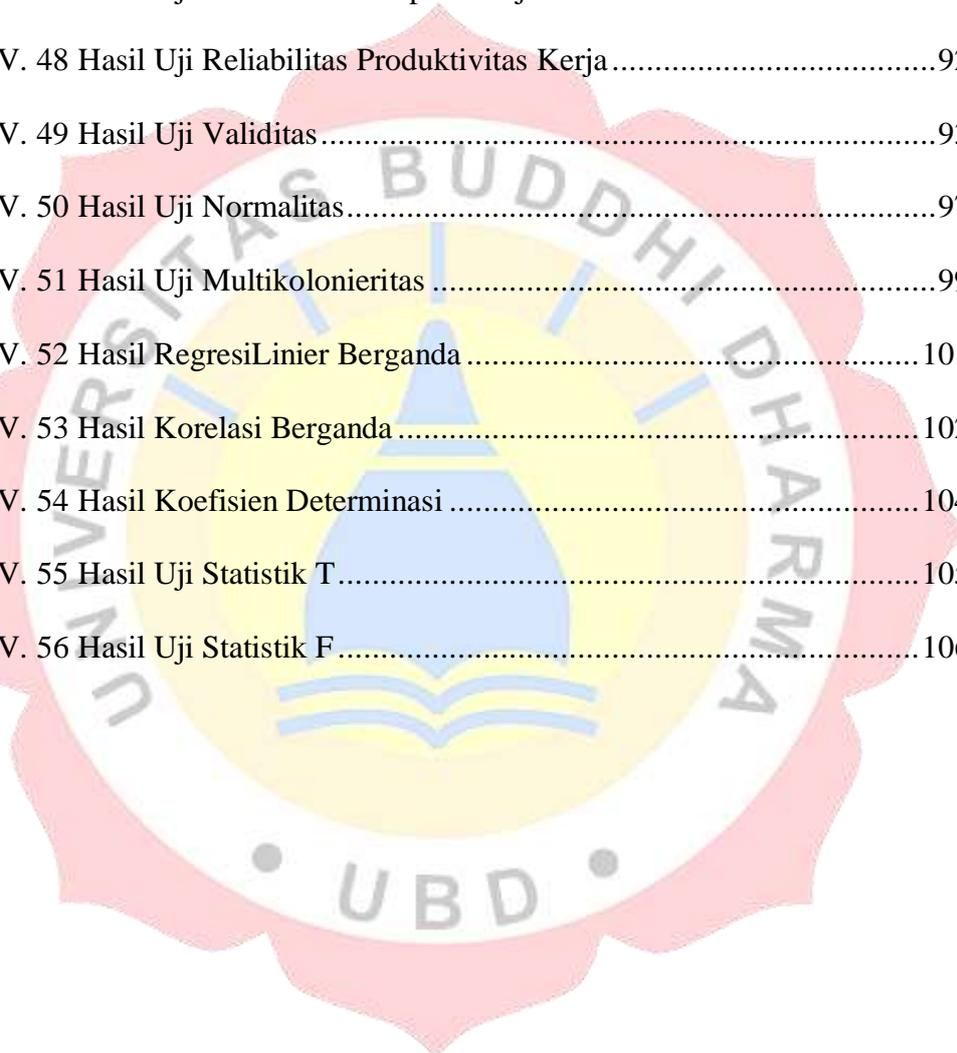 V. 48 Hasil Uji Reliabilitas Produktivitas Kerja
V. 49 Hasil Uji Validitas
V. 50 Hasil Uji Normalitas
V. 51 Hasil Uji Multikolonieritas
V. 52 Hasil RegresiLinier Berganda
V. 53 Hasil Korelasi Berganda
V. 54 Hasil Koefisien Determinasi
V. 55 Hasil Uji Statistik T
V. 56 Hasil Uji Statistik F
UNIVERSITAS BUDDHI DHARMA
• UBD •